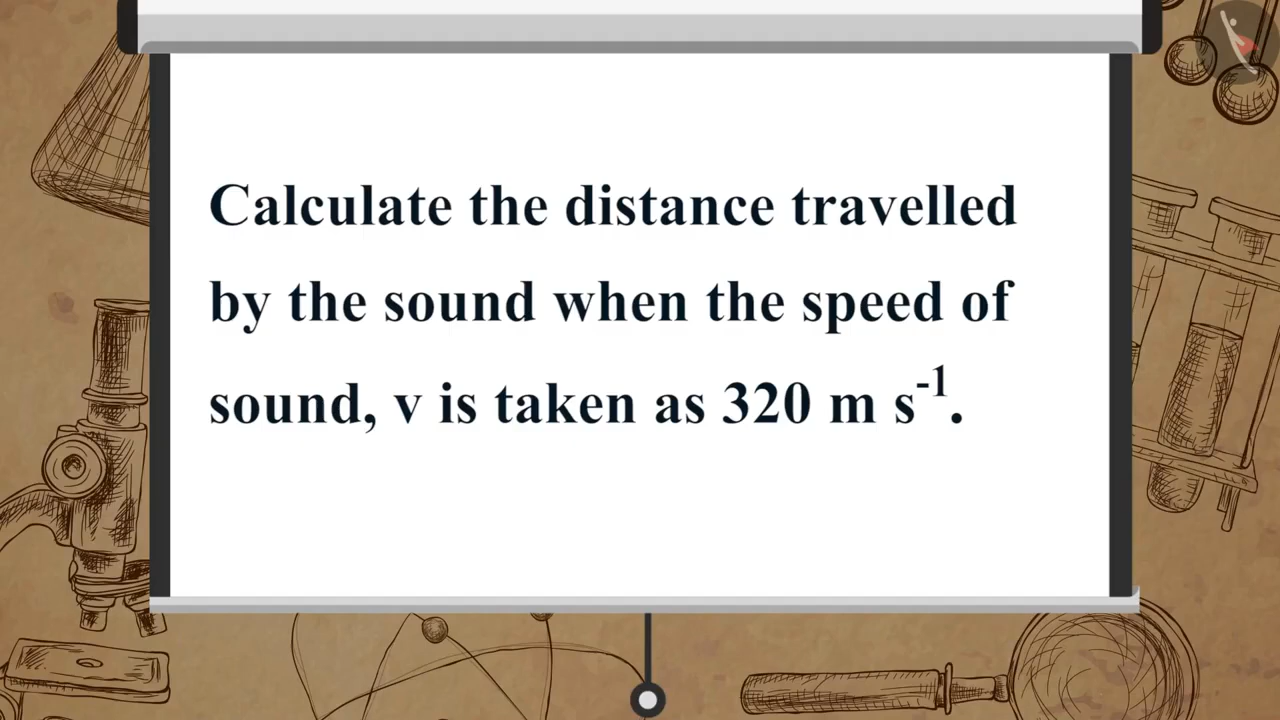 Calculate the distance travelled
by the sound when the speed of
sound, v is taken as 320 m s⁻¹.